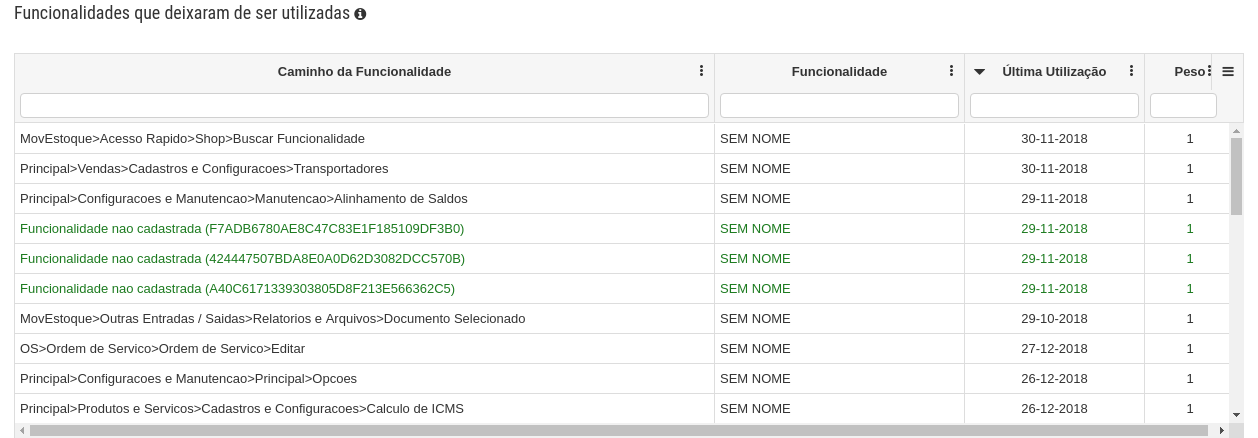 Funcionalidades que deixaram de ser utilizadas
Caminho da Funcionalidade Funcionalidade Última Utilização Peso
MovEstoque>Acesso Rapido>Shop>Buscar Funcionalidade SEM NOME 30-11-2018 1
Principal>Vendas>Cadastros e Configuracoes>Transportadores SEM NOME 30-11-2018 1
Principal>Configuracoes e Manutencao>Manutencao>Alinhamento de Saldos SEM NOME 29-11-2018 1
Funcionalidade nao cadastrada (F7ADB6780AE8C47C83E1F185109DF3B0) SEM NOME 29-11-2018 1
Funcionalidade nao cadastrada (424447507BDA8E0A0D62D3082DCC570B) SEM NOME 29-11-2018 1
Funcionalidade nao cadastrada (A40C6171339303805D8F213E566362C5) SEM NOME 29-11-2018 1
MovEstoque>Outras Entradas / Saidas>Relatorios e Arquivos>Documento Selecionado SEM NOME 29-10-2018 1
OS>Ordem de Servico>Ordem de Servico>Editar SEM NOME 27-12-2018 1
Principal>Configuracoes e Manutencao>Principal>Opcoes SEM NOME 26-12-2018 1
Principal>Produtos e Servicos>Cadastros e Configuracoes>Calculo de ICMS SEM NOME 26-12-2018 1